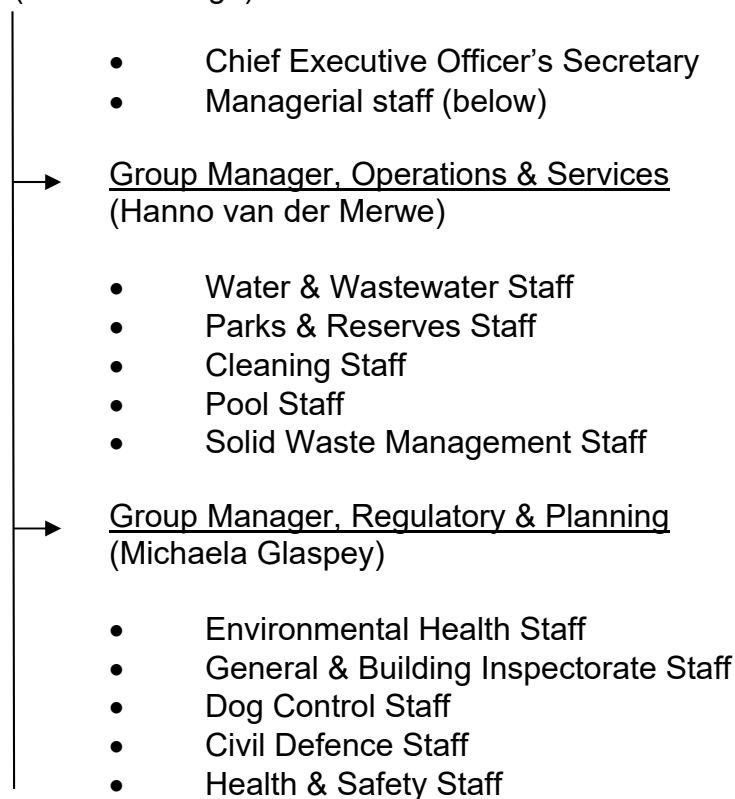 • Chief Executive Officer’s Secretary
• Managerial staff (below)
Group Manager, Operations & Services
(Hanno van der Merwe)
• Water & Wastewater Staff
• Parks & Reserves Staff
• Cleaning Staff
• Pool Staff
• Solid Waste Management Staff
Group Manager, Regulatory & Planning
(Michaela Glaspey)
• Environmental Health Staff
• General & Building Inspectorate Staff
• Dog Control Staff
• Civil Defence Staff
• Health & Safety Staff